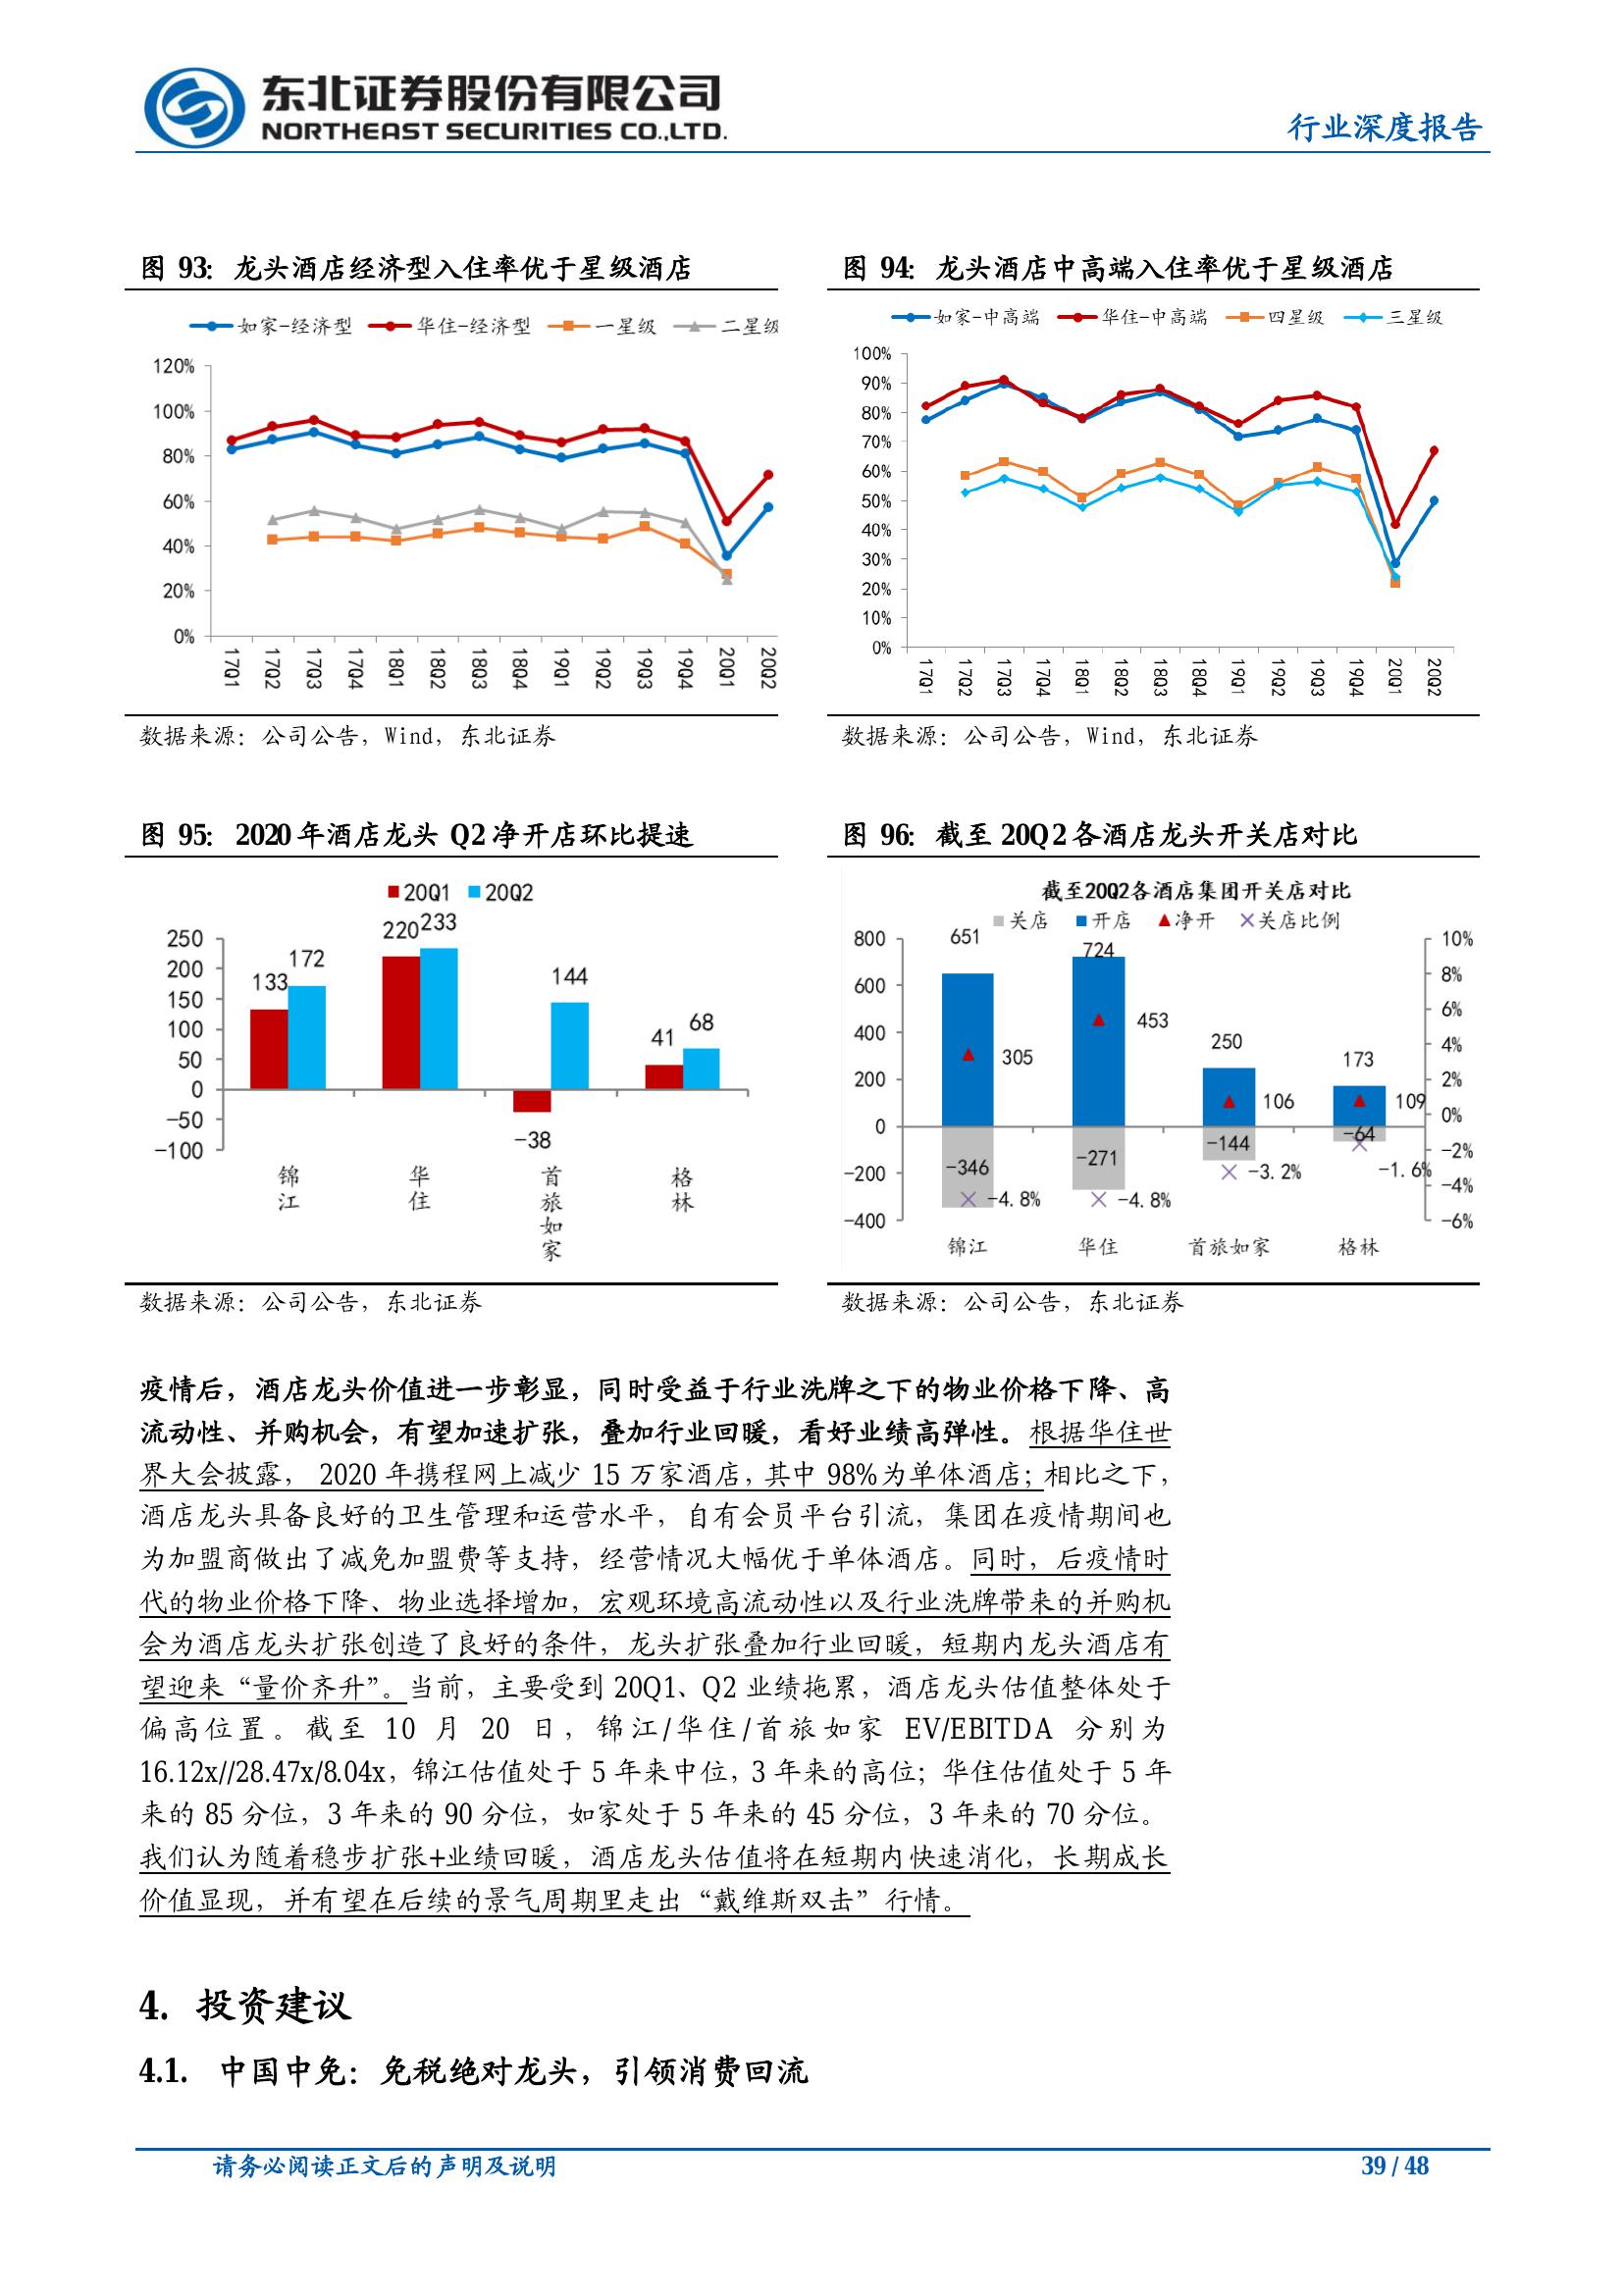 东北证券股份有限公司
NORTHEAST SECURITIES CO.,LTD.
行业深度报告
图 93：龙头酒店经济型入住率优于星级酒店
如家-经济型 华住-经济型 一星级 二星级
120%
100%
80%
60%
40%
20%
0%
17Q1 17Q2 17Q3 17Q4 18Q1 18Q2 18Q3 18Q4 19Q1 19Q2 19Q3 19Q4 20Q1 20Q2
数据来源：公司公告，Wind，东北证券
图 94：龙头酒店中高端入住率优于星级酒店
如家-中高端 华住-中高端 四星级 三星级
100%
90%
80%
70%
60%
50%
40%
30%
20%
10%
0%
17Q1 17Q2 17Q3 17Q4 18Q1 18Q2 18Q3 18Q4 19Q1 19Q2 19Q3 19Q4 20Q1 20Q2
数据来源：公司公告，Wind，东北证券
图 95：2020 年酒店龙头 Q2 净开店环比提速
20Q1 20Q2
250
200
150
100
50
0
-50
-100
133 172
220 233
-38 144
41 68
锦江 华住 首旅如家 格林
数据来源：公司公告，东北证券
图 96：截至 20Q2 各酒店龙头开关店对比
截至20Q2各酒店集团开关店对比
关店 开店 净开 关店比例
800
600
400
200
0
-200
-400
651 724 250 173
305 453 106 109
-346 -271 -144 -64
-4.8% -4.8% -3.2% -1.6%
10%
8%
6%
4%
2%
0%
-2%
-4%
-6%
锦江 华住 首旅如家 格林
数据来源：公司公告，东北证券
疫情后，酒店龙头价值进一步彰显，同时受益于行业洗牌之下的物业价格下降、高
流动性、并购机会，有望加速扩张，叠加行业回暖，看好业绩高弹性。根据华住世
界大会披露， 2020 年携程网上减少 15 万家酒店，其中 98%为单体酒店；相比之下，
酒店龙头具备良好的卫生管理和运营水平，自有会员平台引流，集团在疫情期间也
为加盟商做出了减免加盟费等支持，经营情况大幅优于单体酒店。同时，后疫情时
代的物业价格下降、物业选择增加，宏观环境高流动性以及行业洗牌带来的并购机
会为酒店龙头扩张创造了良好的条件，龙头扩张叠加行业回暖，短期内龙头酒店有
望迎来“量价齐升”。当前，主要受到 20Q1、Q2 业绩拖累，酒店龙头估值整体处于
偏高位置。截至 10 月 20 日，锦江/华住/首旅如家 EV/EBITDA 分别为
16.12x//28.47x/8.04x，锦江估值处于 5 年来中位，3 年来的高位；华住估值处于 5 年
来的 85 分位，3 年来的 90 分位，如家处于 5 年来的 45 分位，3 年来的 70 分位。
我们认为随着稳步扩张+业绩回暖，酒店龙头估值将在短期内快速消化，长期成长
价值显现，并有望在后续的景气周期里走出“戴维斯双击”行情。
4. 投资建议
4.1. 中国中免：免税绝对龙头，引领消费回流
请务必阅读正文后的声明及说明
39 / 48